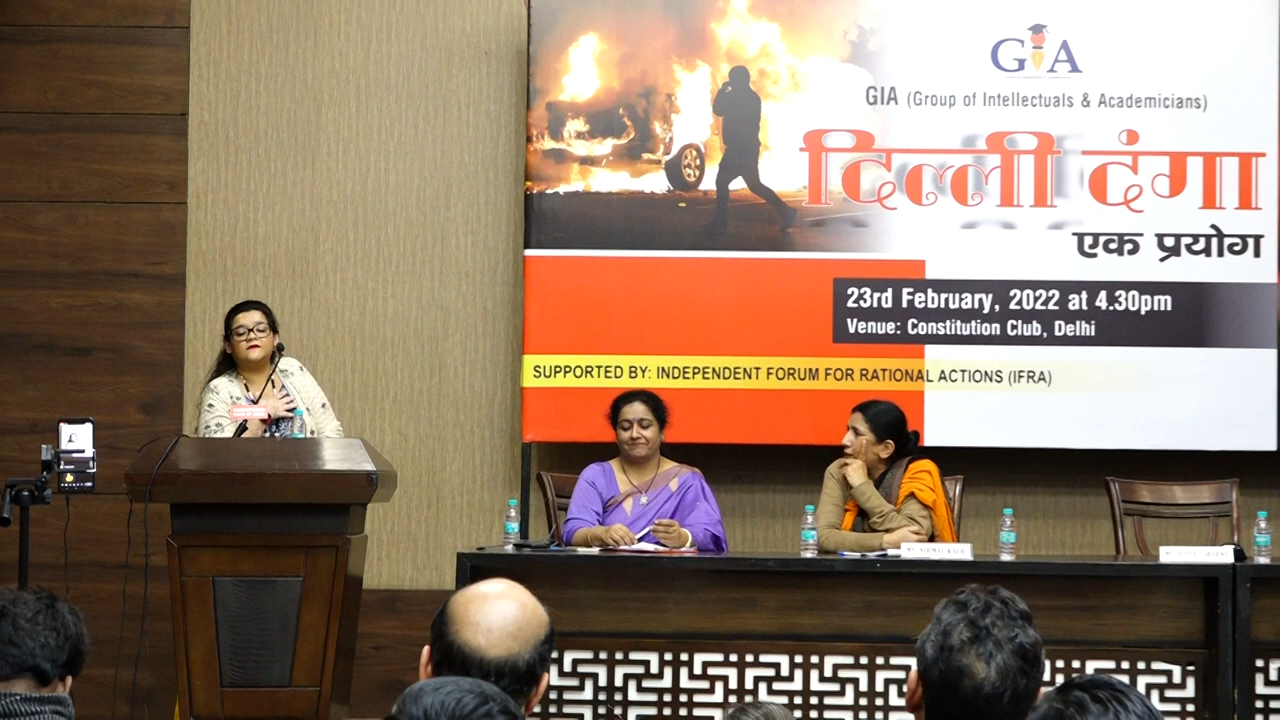 GIA
GIA (Group of Intellectuals & Academicians)
दिल्ली दंगा
एक प्रयोग
23rd February, 2022 at 4.30pm
Venue: Constitution Club, Delhi
SUPPORTED BY: INDEPENDENT FORUM FOR RATIONAL ACTIONS (IFRA)